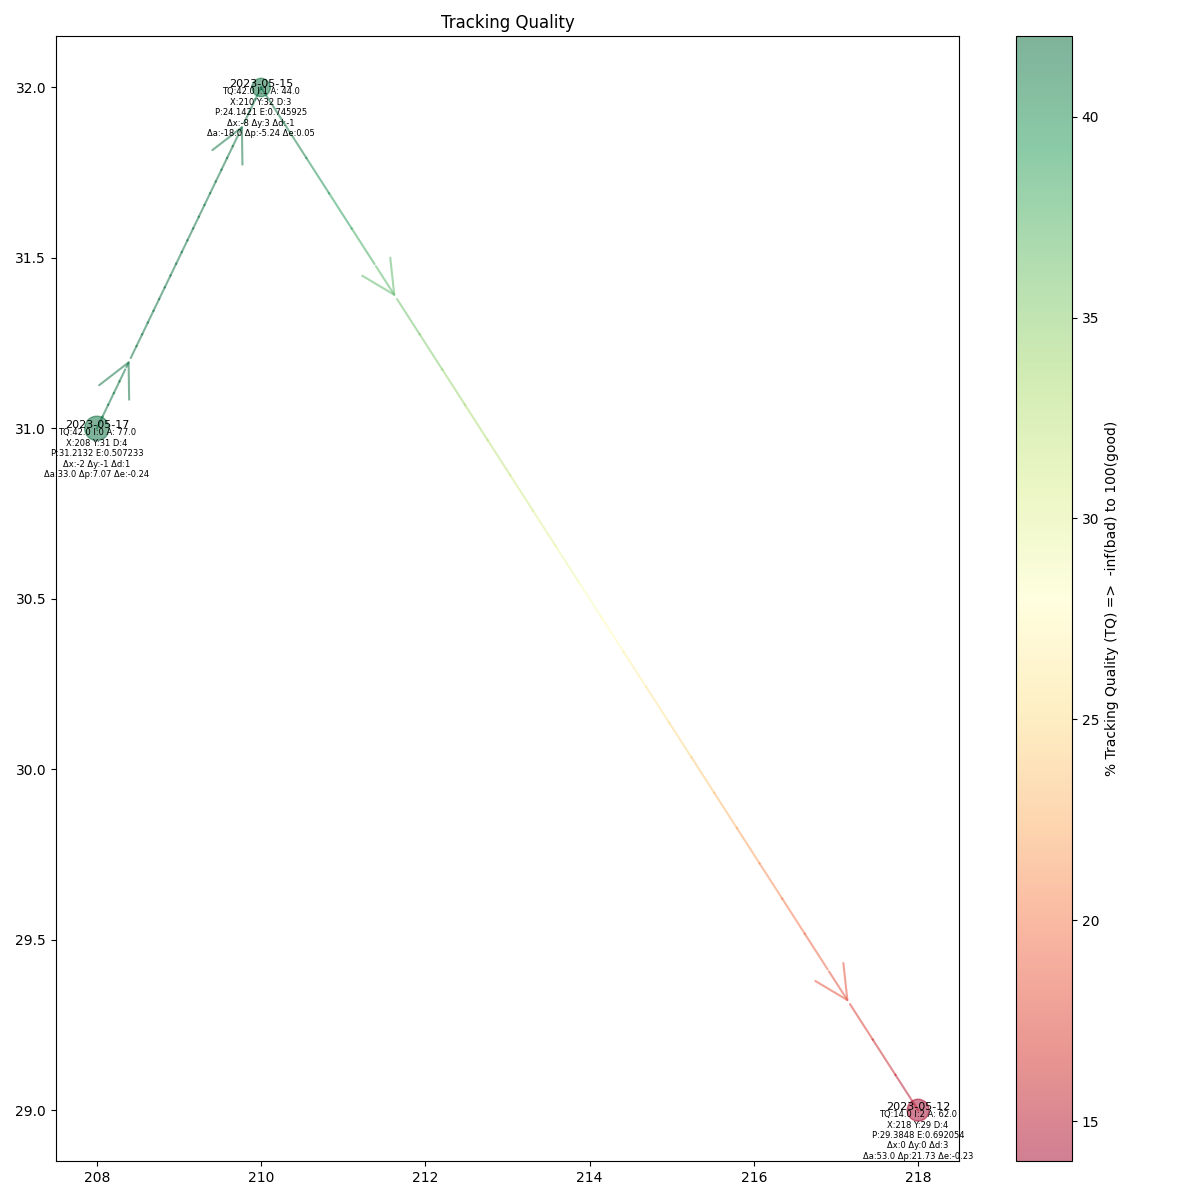 Tracking Quality
32.0
31.5
31.0
30.5
30.0
29.5
29.0
208
210
212
214
216
218
2023-05-15
TQ:42.0 I:1 A: 44.0
X:210 Y:32 D:3
P:24.1421 E:0.745925
Δx:-8 Δy:3 Δd:-1
Δa:-18.0 Δp:-5.24 Δe:0.05
2023-05-17
TQ:42.0 I:0 A: 77.0
X:208 Y:31 D:4
P:31.2132 E:0.507233
Δx:-2 Δy:-1 Δd:1
Δa:33.0 Δp:7.07 Δe:-0.24
2023-05-12
TQ:14.0 I:2 A: 62.0
X:218 Y:29 D:4
P:29.3848 E:0.692054
Δx:0 Δy:0 Δd:3
Δa:53.0 Δp:21.73 Δe:-0.23
40
35
30
25
20
15
% Tracking Quality (TQ) =>  -inf(bad) to 100(good)